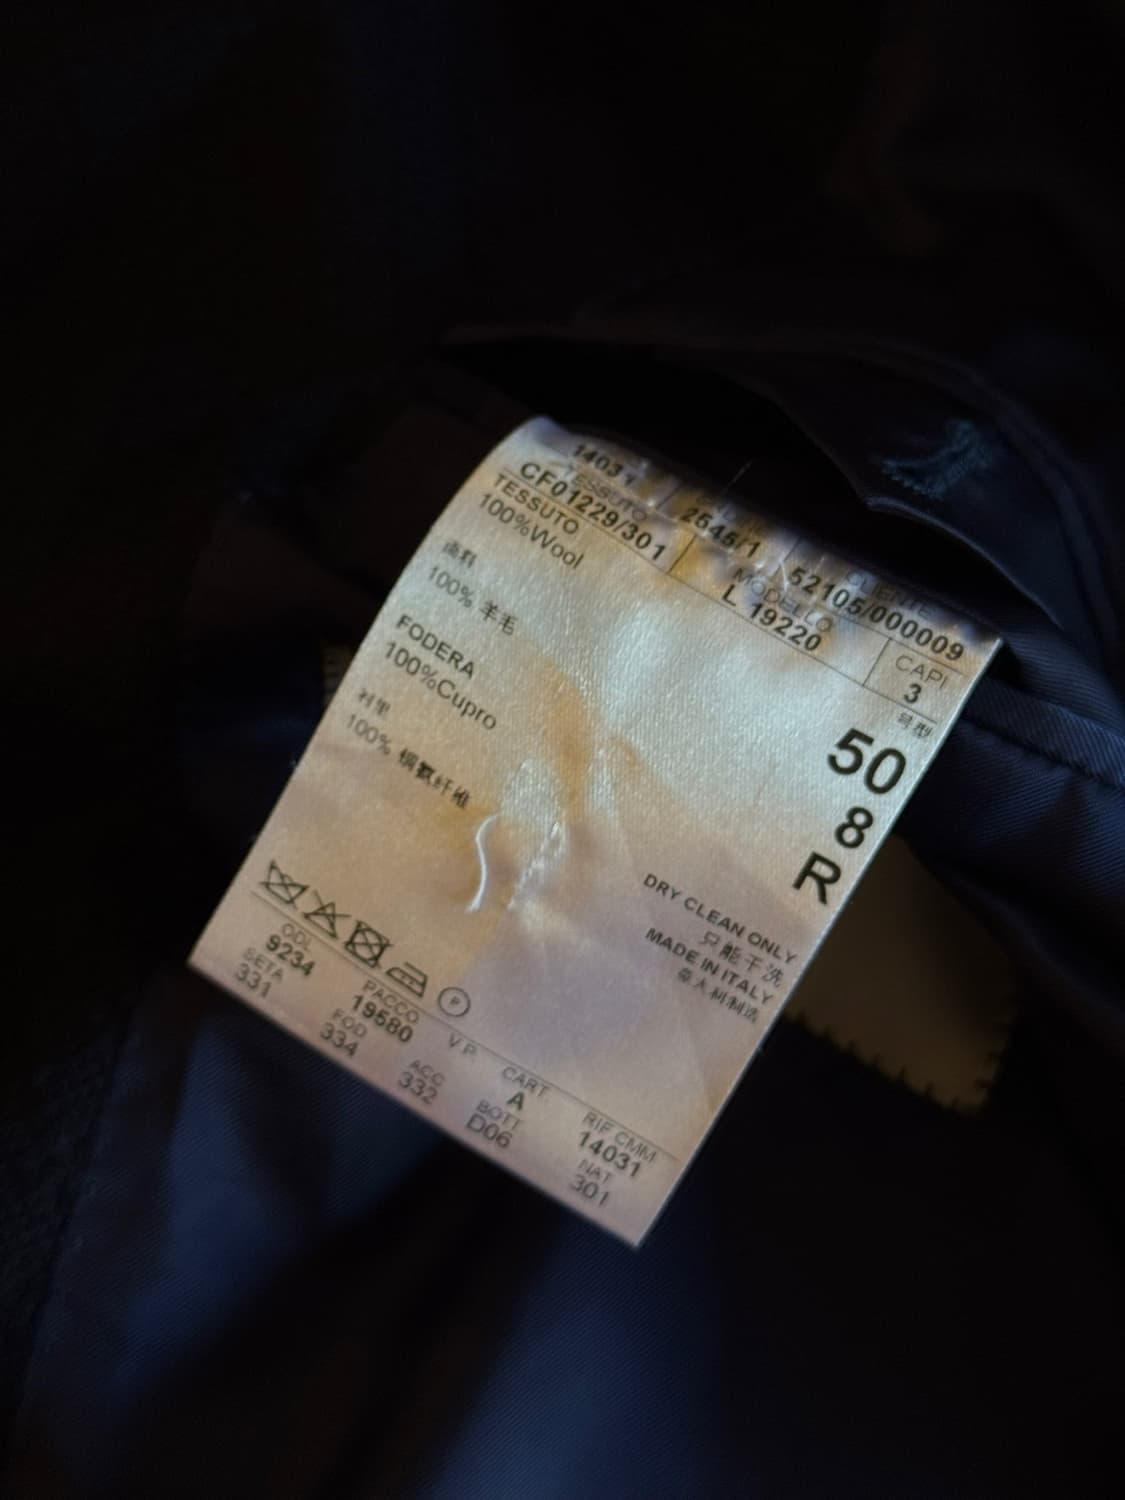 14031
TESSUTO
CF01229/301
2545/1
CLIENTE
52105/000009
MODELLO
L 19220
CAPI
3
TESSUTO
100%Wool
面料
100% 羊毛
FODERA
100%Cupro
衬里
100% 铜氨纤维
号型
50
8
R
DRY CLEAN ONLY
只能干洗
MADE IN ITALY
意大利制造
P
ODL
9234
PACCO
19580
V.P.
CART.
A
RIF CMM
14031
SETA
331
FOD
334
ACC
332
BOTT
D06
NAT
301